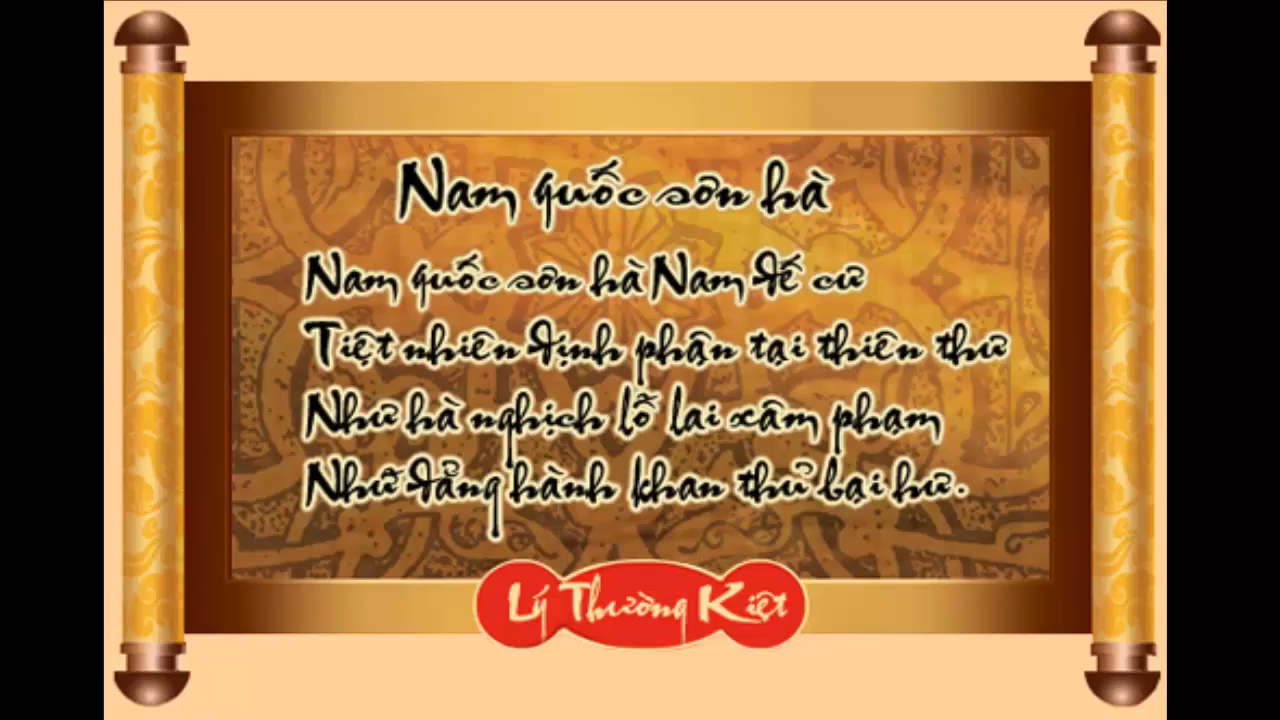 Nam quốc sơn hà
Nam quốc sơn hà Nam đế cư
Tiệt nhiên định phận tại thiên thư
Như hà nghịch lỗ lai xâm phạm
Nhữ đẳng hành khan thủ bại hư.
Lý Thường Kiệt